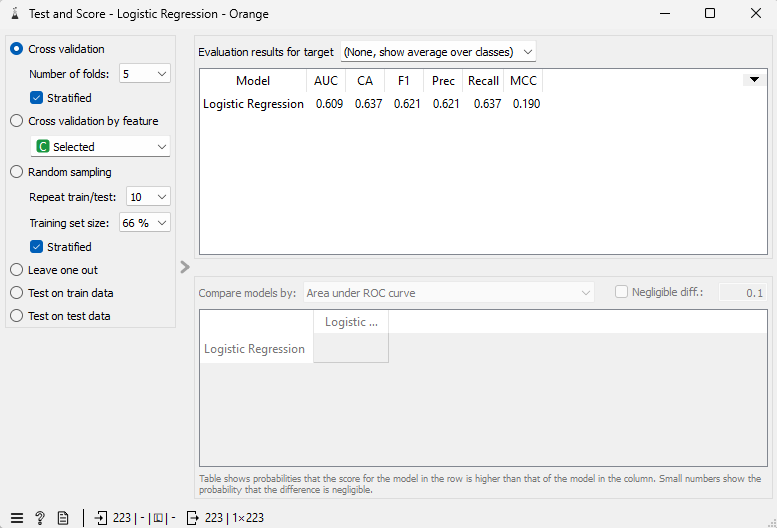 Test and Score - Logistic Regression - Orange
Cross validation
Number of folds: 5
Stratified
Cross validation by feature
C Selected
Random sampling
Repeat train/test: 10
Training set size: 66 %
Stratified
Leave one out
Test on train data
Test on test data
Evaluation results for target (None, show average over classes)
Model AUC CA F1 Prec Recall MCC
Logistic Regression 0.609 0.637 0.621 0.621 0.637 0.190
Compare models by: Area under ROC curve Negligible diff.: 0.1
Logistic ...
Logistic Regression
Table shows probabilities that the score for the model in the row is higher than that of the model in the column. Small numbers show the
probability that the difference is negligible.
223 | - | - 223 | 1×223